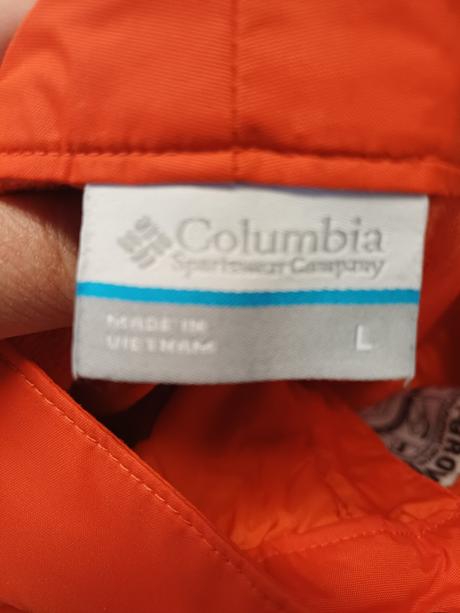 Columbia
Sportswear Company
MADE IN
VIETNAM
L